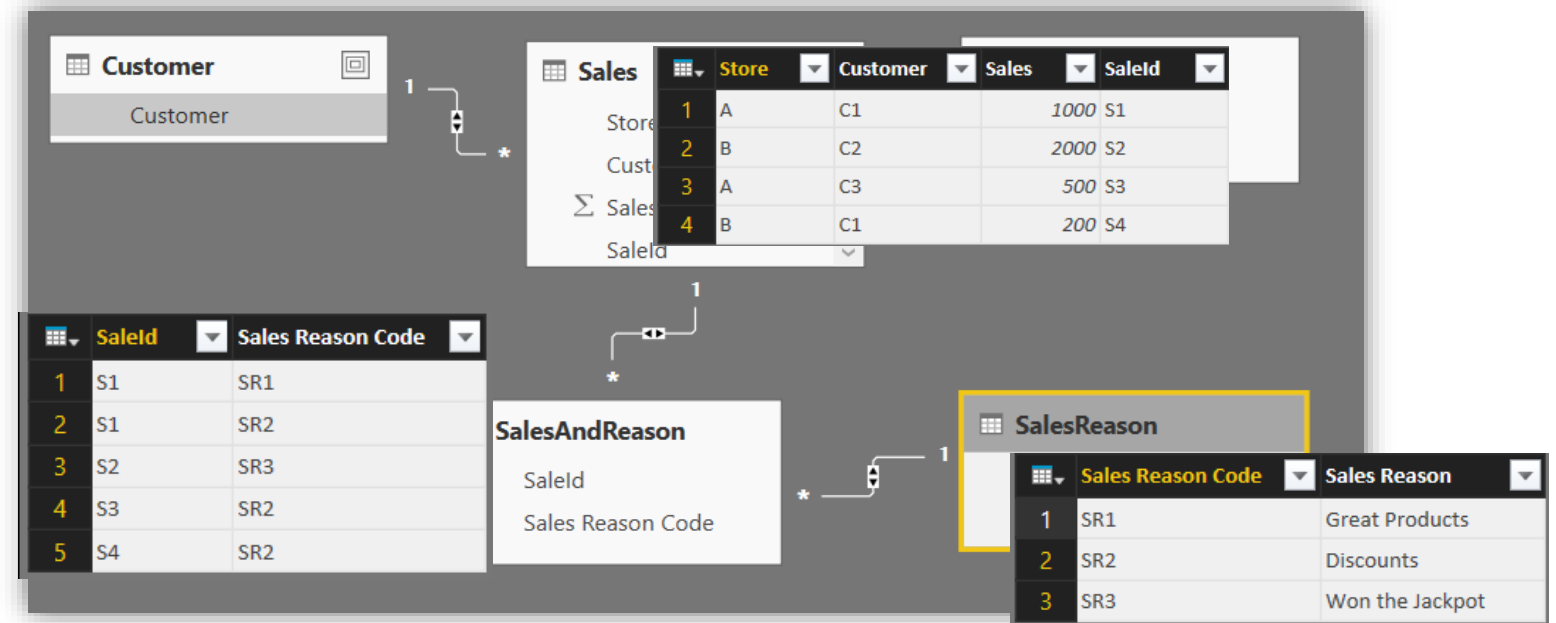 Customer
Customer
1
*
Sales
Store
Cust
Σ Sales
SaleId
Store Customer Sales SaleId
1 A C1 1000 S1
2 B C2 2000 S2
3 A C3 500 S3
4 B C1 200 S4
1
*
SaleId Sales Reason Code
1 S1 SR1
2 S1 SR2
3 S2 SR3
4 S3 SR2
5 S4 SR2
SalesAndReason
SaleId
Sales Reason Code
*
1
SalesReason
Sales Reason Code Sales Reason
1 SR1 Great Products
2 SR2 Discounts
3 SR3 Won the Jackpot